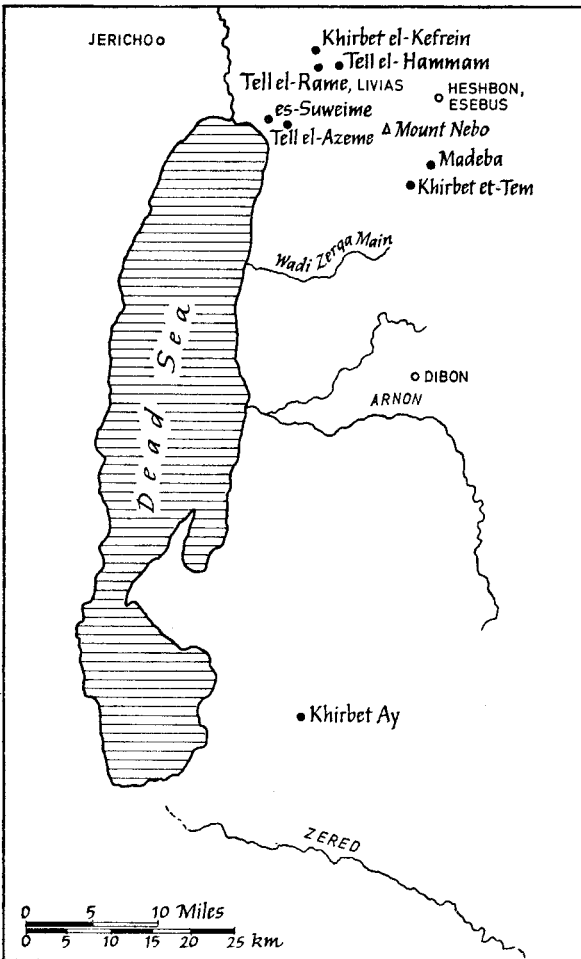 Khirbet el-Kefrein
JERICHO
Tell el-Hammam
Tell el-Rame, LIVIAS
HESHBON,
ESEBUS
es-Suweime
Tell el-Azeme
Mount Nebo
Madeba
Khirbet et-Tem
Wadi Zerqa Main
Dead Sea
DIBON
ARNON
Khirbet Ay
ZERED
0 5 10 Miles
0 5 10 15 20 25 km